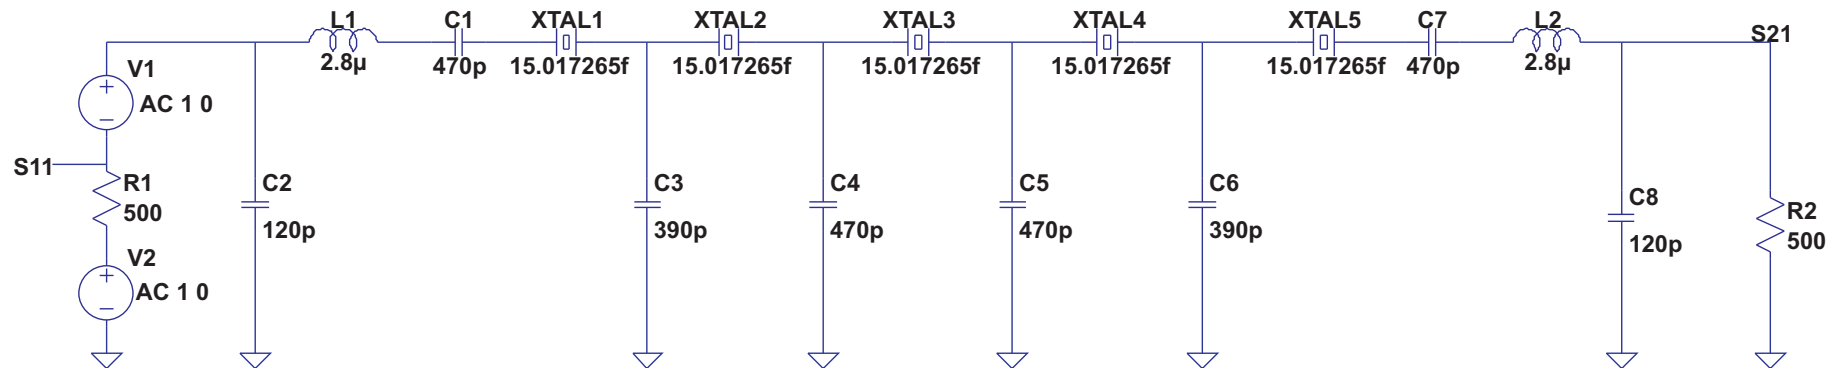 L1
C1
XTAL1
XTAL2
XTAL3
XTAL4
XTAL5
C7
L2
S21
2.8µ
470p
15.017265f
15.017265f
15.017265f
15.017265f
15.017265f
470p
2.8µ
V1
AC 1 0
S11
R1
500
C2
120p
C3
390p
C4
470p
C5
470p
C6
390p
C8
120p
R2
500
V2
AC 1 0